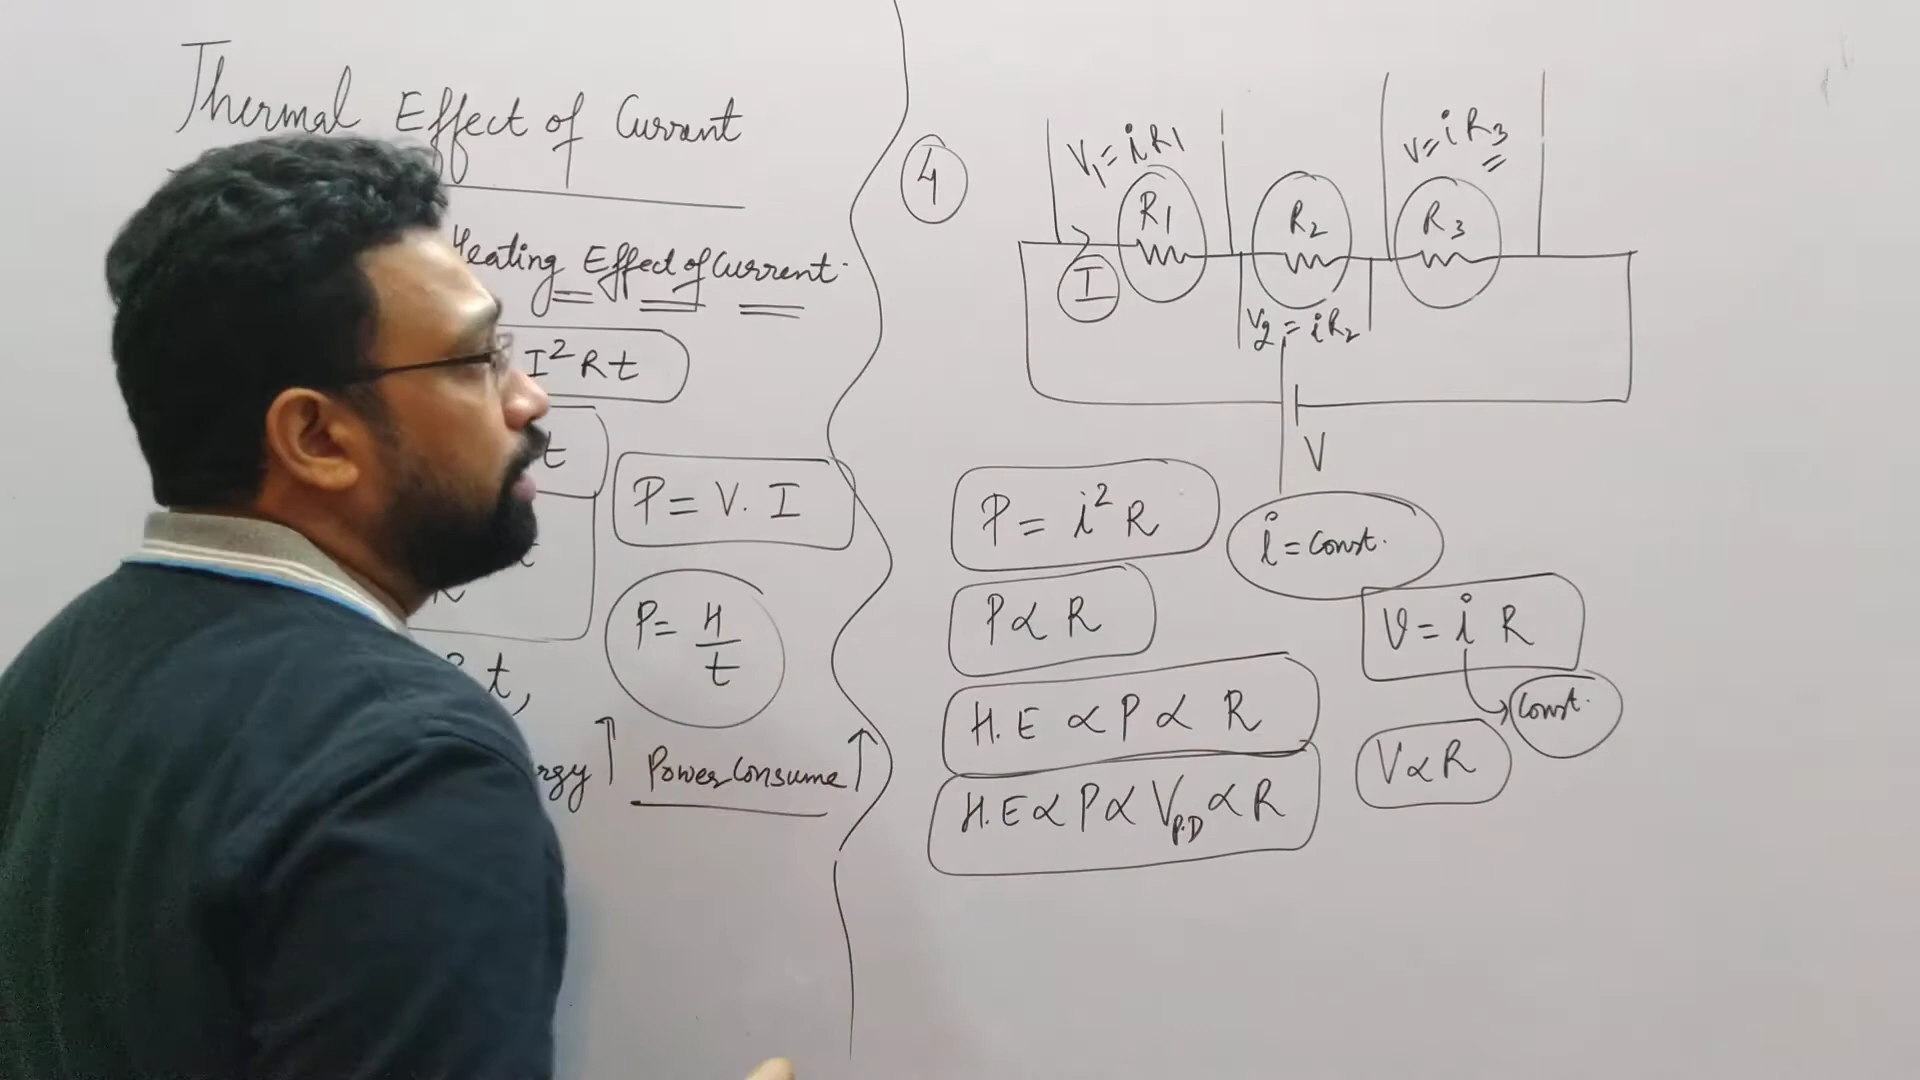 Thermal Effect of Current
Heating Effect of Current.
I²Rt
t
P = V. I
P = H/t
t,
rgy ↑ Power Consume ↑
4
V₁ = iR1
V = iR3
R1
R2
R3
I
V2 = iR2
V
P = i²R
i = Const.
P ∝ R
V = i R
Const.
H.E ∝ P ∝ R
V ∝ R
H.E ∝ P ∝ V P.D ∝ R